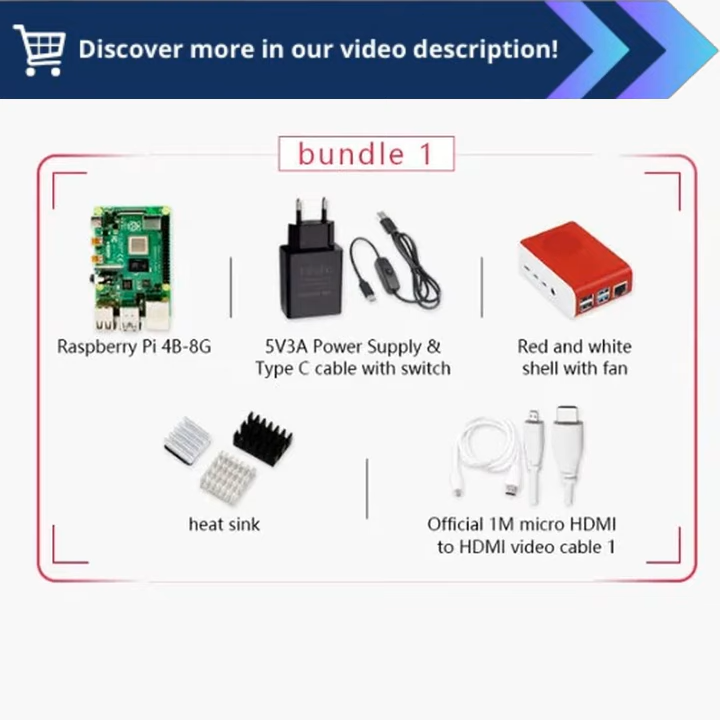 Discover more in our video description!
bundle 1
Raspberry Pi 4B-8G
5V3A Power Supply &
Type C cable with switch
Red and white
shell with fan
heat sink
Official 1M micro HDMI
to HDMI video cable 1